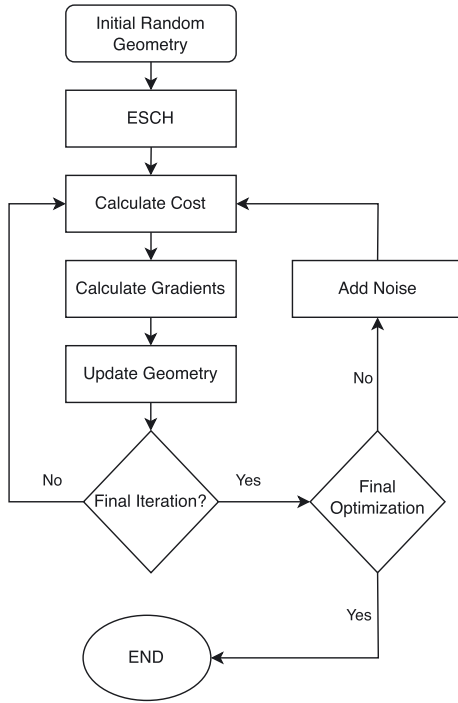 Initial Random
Geometry
ESCH
Calculate Cost
Calculate Gradients
Add Noise
Update Geometry
No
No
Yes
Final Iteration?
Final
Optimization
Yes
END